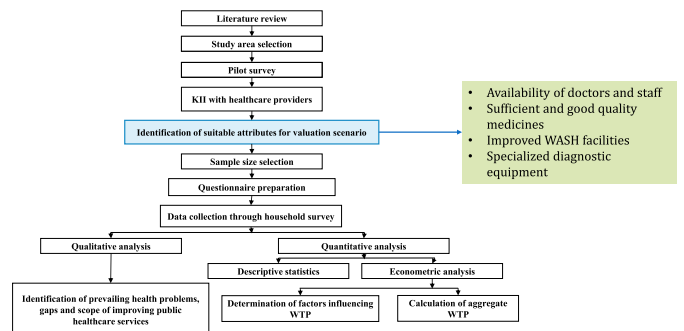 Literature review
Study area selection
Pilot survey
KII with healthcare providers
Identification of suitable attributes for valuation scenario
• Availability of doctors and staff
• Sufficient and good quality
medicines
• Improved WASH facilities
• Specialized diagnostic
equipment
Sample size selection
Questionnaire preparation
Data collection through household survey
Qualitative analysis
Quantitative analysis
Descriptive statistics
Econometric analysis
Identification of prevailing health problems,
gaps and scope of improving public
healthcare services
Determination of factors influencing
WTP
Calculation of aggregate
WTP